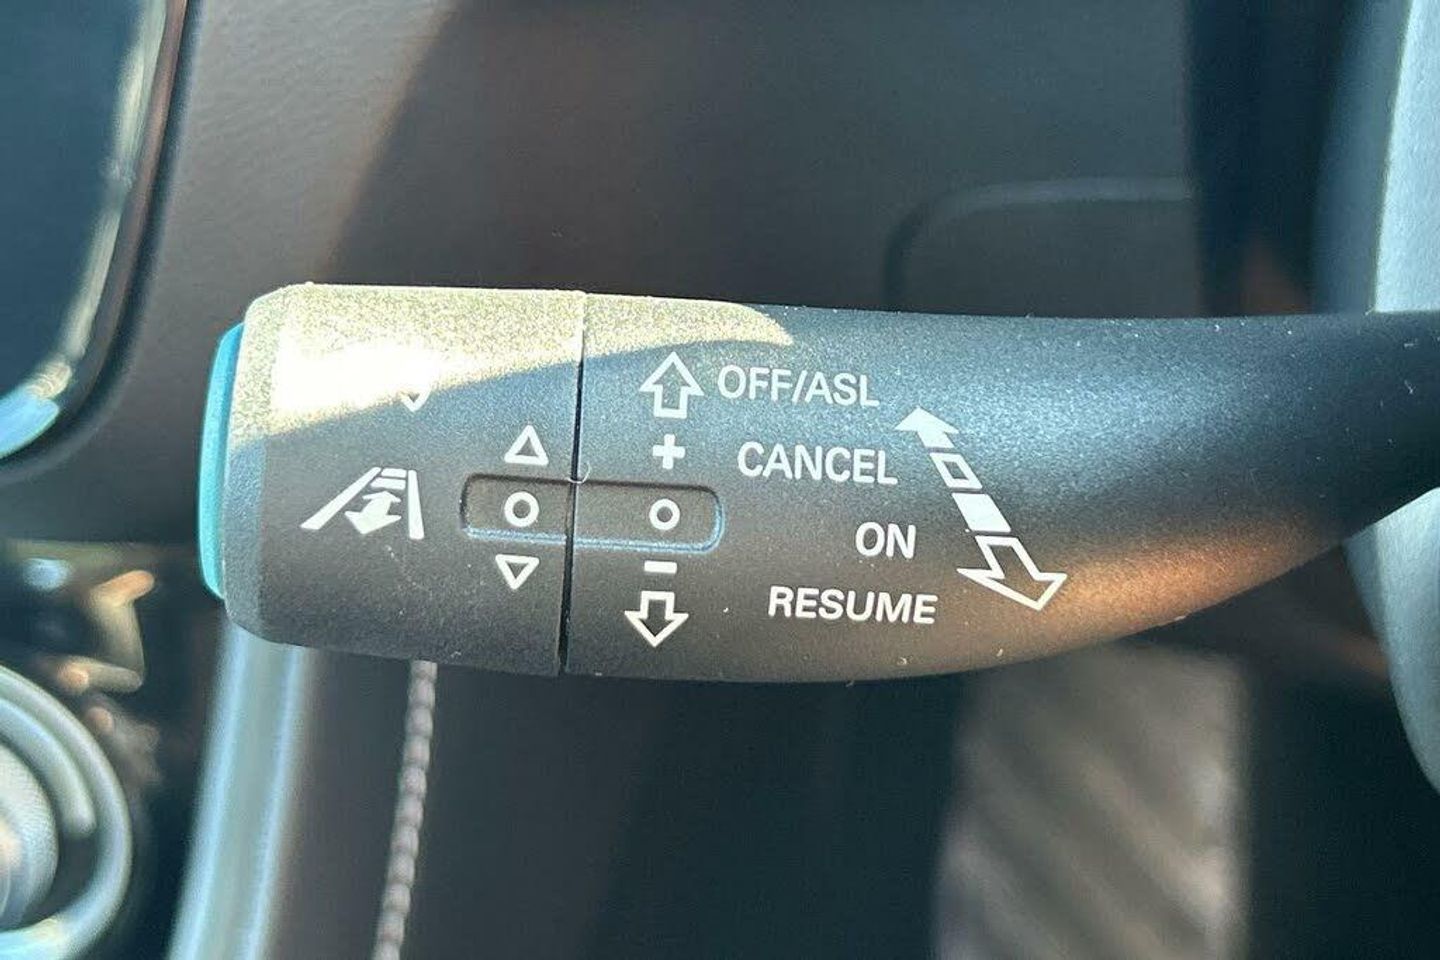 OFF/ASL
+
CANCEL
ON
-
RESUME